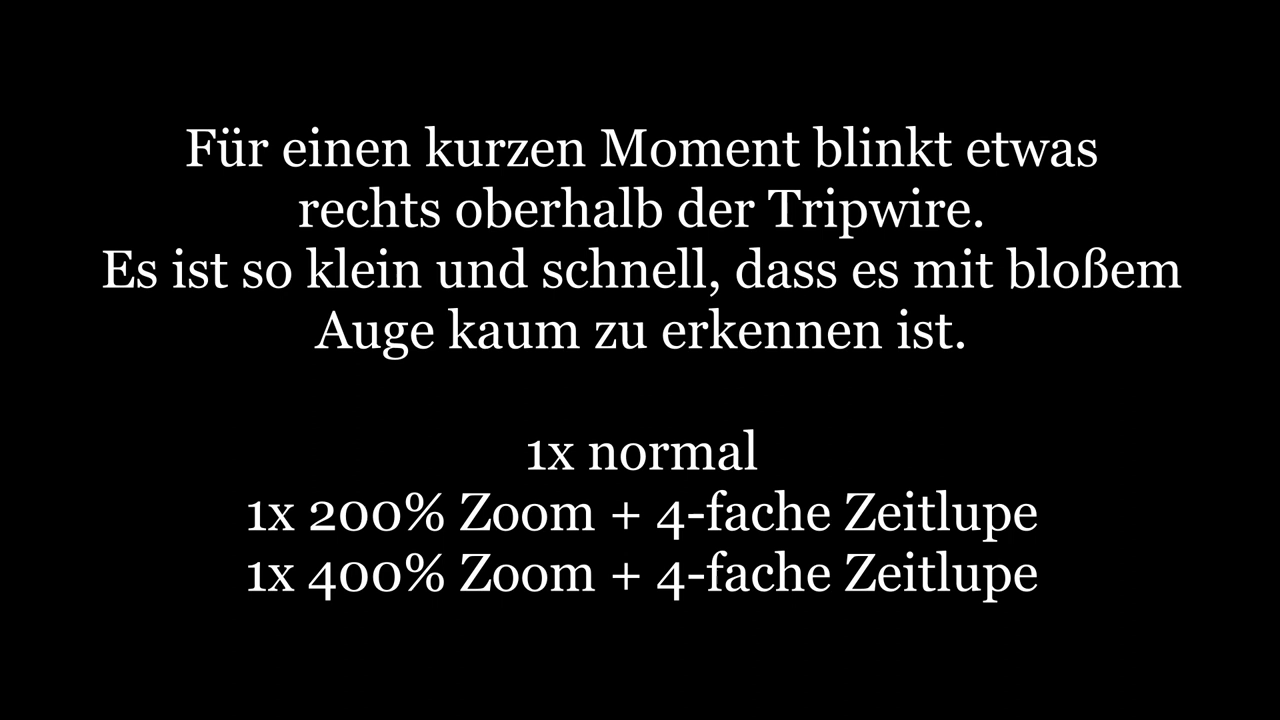 Für einen kurzen Moment blinkt etwas
rechts oberhalb der Tripwire.
Es ist so klein und schnell, dass es mit bloßem
Auge kaum zu erkennen ist.
1x normal
1x 200% Zoom + 4-fache Zeitlupe
1x 400% Zoom + 4-fache Zeitlupe